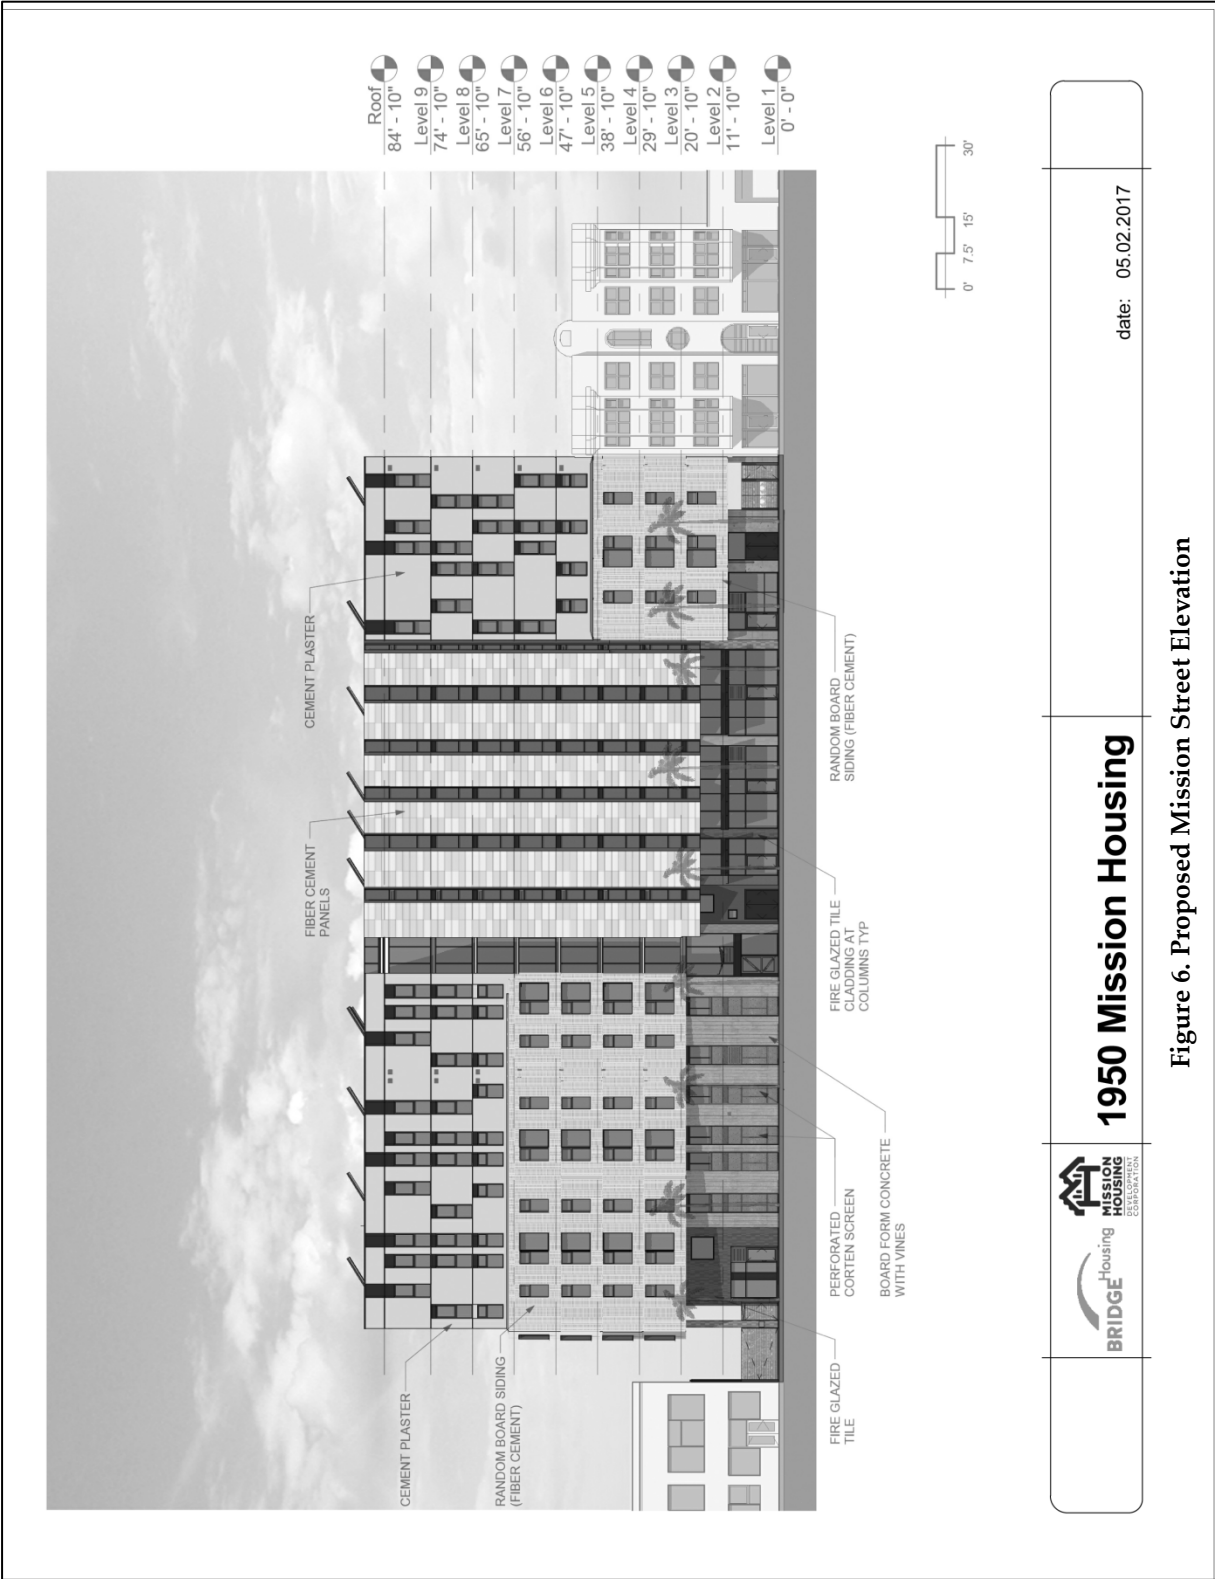 CEMENT PLASTER
RANDOM BOARD SIDING
(FIBER CEMENT)
FIBER CEMENT
PANELS
CEMENT PLASTER
Roof
84' - 10"
Level 9
74' - 10"
Level 8
65' - 10"
Level 7
56' - 10"
Level 6
47' - 10"
Level 5
38' - 10"
Level 4
29' - 10"
Level 3
20' - 10"
Level 2
11' - 10"
Level 1
0' - 0"
FIRE GLAZED
TILE
PERFORATED
CORTEN SCREEN
BOARD FORM CONCRETE
WITH VINES
FIRE GLAZED TILE
CLADDING AT
COLUMNS TYP
RANDOM BOARD
SIDING (FIBER CEMENT)
0' 7.5' 15' 30'
BRIDGE Housing
MISSION
HOUSING
DEVELOPMENT
CORPORATION
1950 Mission Housing
date: 05.02.2017
Figure 6. Proposed Mission Street Elevation